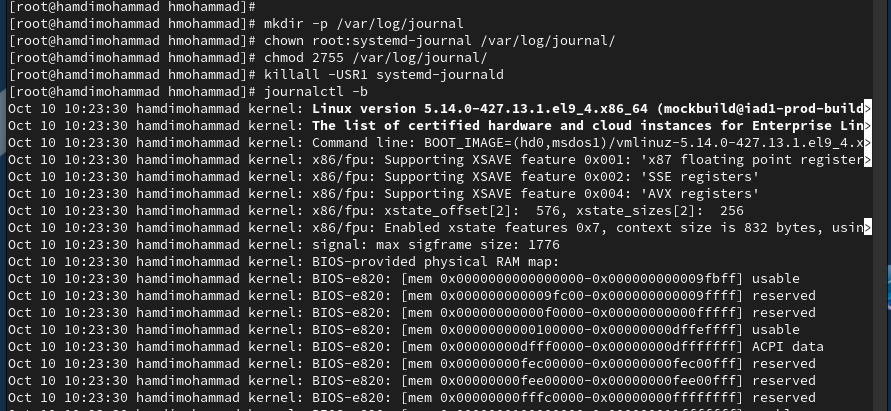 [root@hamdimohammad hmohammad]#
[root@hamdimohammad hmohammad]# mkdir -p /var/log/journal
[root@hamdimohammad hmohammad]# chown root:systemd-journal /var/log/journal/
[root@hamdimohammad hmohammad]# chmod 2755 /var/log/journal/
[root@hamdimohammad hmohammad]# killall -USR1 systemd-journald
[root@hamdimohammad hmohammad]# journalctl -b
Oct 10 10:23:30 hamdimohammad kernel: Linux version 5.14.0-427.13.1.el9_4.x86_64 (mockbuild@iad1-prod-build>
Oct 10 10:23:30 hamdimohammad kernel: The list of certified hardware and cloud instances for Enterprise Lin>
Oct 10 10:23:30 hamdimohammad kernel: Command line: BOOT_IMAGE=(hd0,msdos1)/vmlinuz-5.14.0-427.13.1.el9_4.x>
Oct 10 10:23:30 hamdimohammad kernel: x86/fpu: Supporting XSAVE feature 0x001: 'x87 floating point register>
Oct 10 10:23:30 hamdimohammad kernel: x86/fpu: Supporting XSAVE feature 0x002: 'SSE registers'
Oct 10 10:23:30 hamdimohammad kernel: x86/fpu: Supporting XSAVE feature 0x004: 'AVX registers'
Oct 10 10:23:30 hamdimohammad kernel: x86/fpu: xstate_offset[2]:  576, xstate_sizes[2]:  256
Oct 10 10:23:30 hamdimohammad kernel: x86/fpu: Enabled xstate features 0x7, context size is 832 bytes, usin>
Oct 10 10:23:30 hamdimohammad kernel: signal: max sigframe size: 1776
Oct 10 10:23:30 hamdimohammad kernel: BIOS-provided physical RAM map:
Oct 10 10:23:30 hamdimohammad kernel: BIOS-e820: [mem 0x0000000000000000-0x000000000009fbff] usable
Oct 10 10:23:30 hamdimohammad kernel: BIOS-e820: [mem 0x000000000009fc00-0x000000000009ffff] reserved
Oct 10 10:23:30 hamdimohammad kernel: BIOS-e820: [mem 0x00000000000f0000-0x00000000000fffff] reserved
Oct 10 10:23:30 hamdimohammad kernel: BIOS-e820: [mem 0x0000000000100000-0x00000000dffeffff] usable
Oct 10 10:23:30 hamdimohammad kernel: BIOS-e820: [mem 0x00000000dfff0000-0x00000000dfffffff] ACPI data
Oct 10 10:23:30 hamdimohammad kernel: BIOS-e820: [mem 0x00000000fec00000-0x00000000fec00fff] reserved
Oct 10 10:23:30 hamdimohammad kernel: BIOS-e820: [mem 0x00000000fee00000-0x00000000fee00fff] reserved
Oct 10 10:23:30 hamdimohammad kernel: BIOS-e820: [mem 0x00000000fffc0000-0x00000000ffffffff] reserved